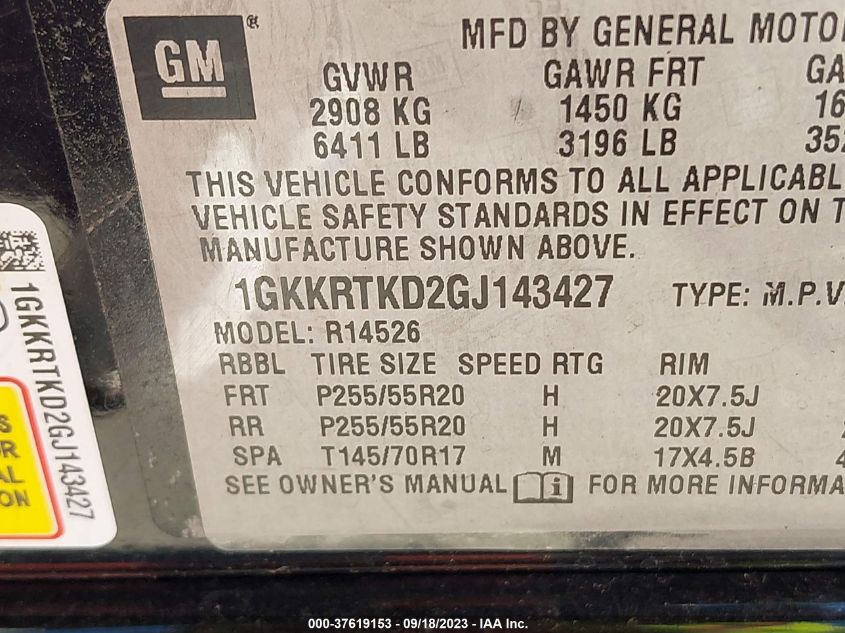 GM
MFD BY GENERAL
GVWR GAWR FRT
2908 KG 1450 KG
6411 LB 3196 LB
THIS VEHICLE CONFORMS TO ALL
VEHICLE SAFETY STANDARDS IN EFFECT ON
MANUFACTURE SHOWN ABOVE.
1GKKRTKD2GJ143427 TYPE: M.P.V.
MODEL: R14526
RBBL TIRE SIZE SPEED RTG RIM
FRT P255/55R20 H 20X7.5J
RR P255/55R20 H 20X7.5J
SPA T145/70R17 M 17X4.5B
SEE OWNER'S MANUAL i FOR MORE
1GKKRTKD2GJ143427
000-37619153 - 09/18/2023 - IAA Inc.